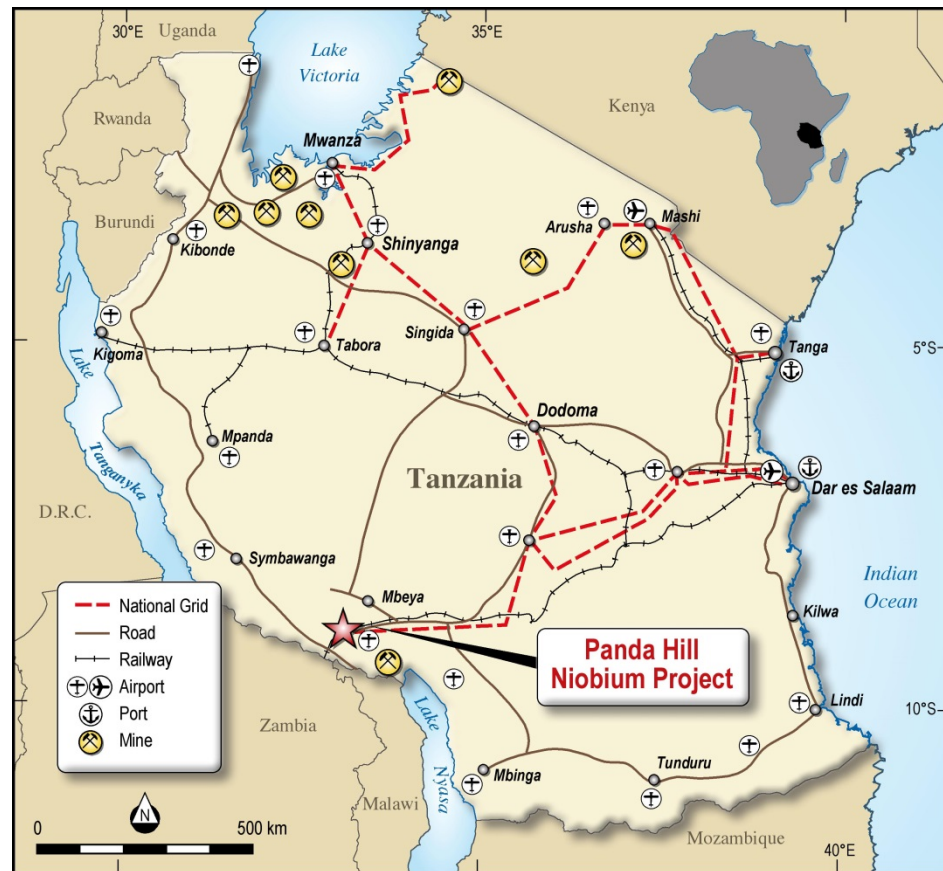 30°E
35°E
Uganda
Lake
Victoria
Kenya
Rwanda
Mwanza
Burundi
Arusha
Mashi
Kibonde
Shinyanga
Singida
Tanga
5°S
Kigoma
Tabora
Lake
Tanganyika
Dodoma
Mpanda
Tanzania
Dar es Salaam
D.R.C.
Symbawanga
Indian
Ocean
Mbeya
Kilwa
National Grid
Road
Railway
Airport
Port
Mine
Panda Hill
Niobium Project
Lindi
10°S
Zambia
Lake
Nyasa
Mbinga
Tunduru
Malawi
Mozambique
N
0
500 km
40°E